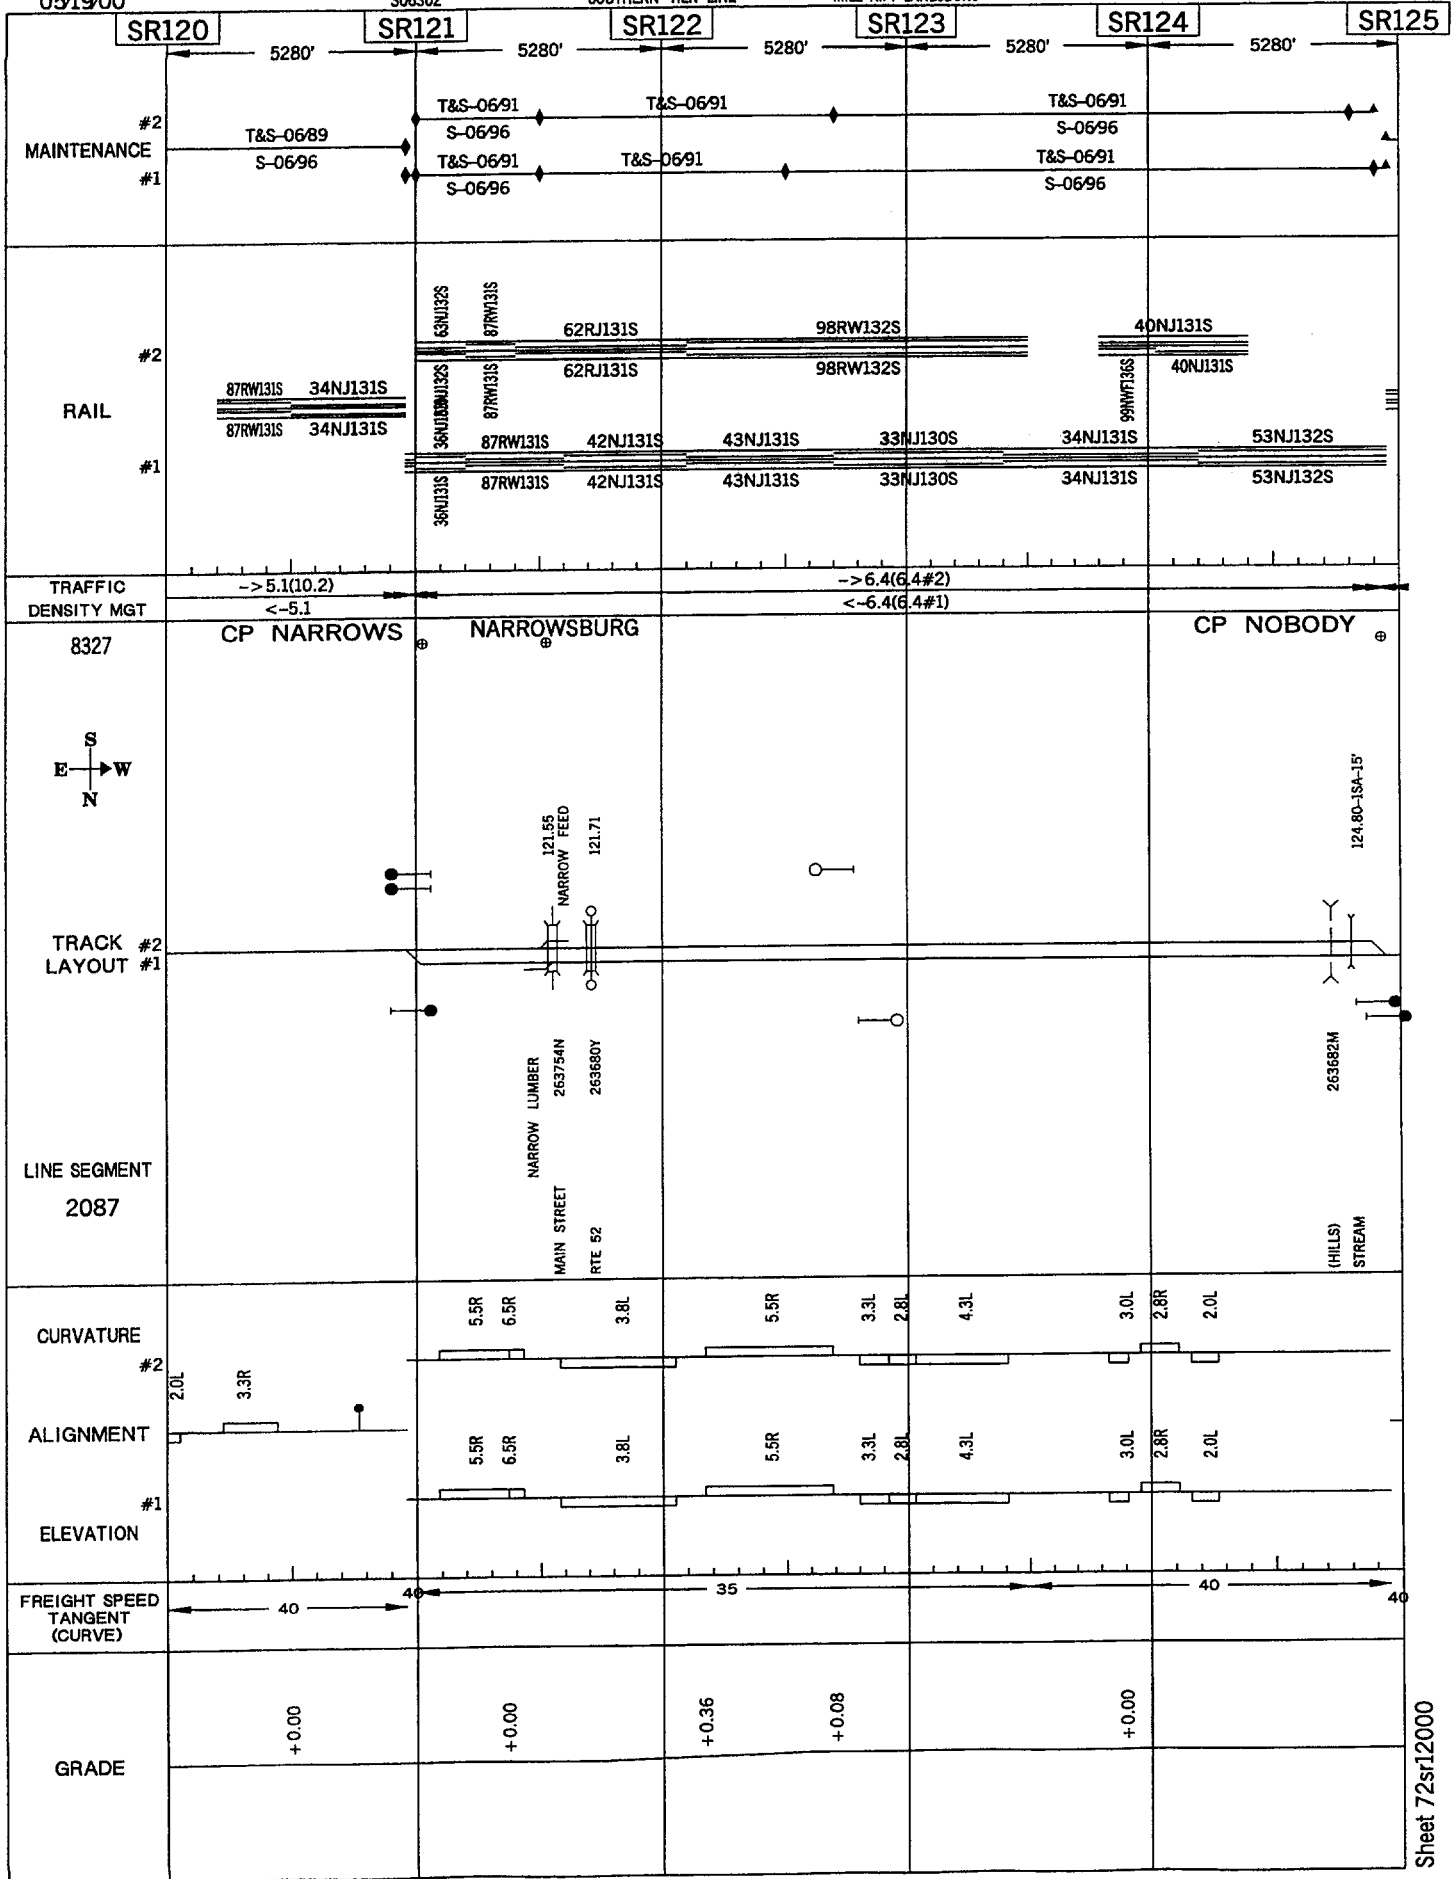 05/19/00
SR120 SR121 SR122 SR123 SR124 SR125
5280' 5280' 5280' 5280' 5280'
MAINTENANCE
#2
T&S-06/91 T&S-06/91 T&S-06/91
S-06/96 S-06/96
T&S-06/89
S-06/96
#1
T&S-06/91 T&S-06/91 T&S-06/91
S-06/96 S-06/96
RAIL
#2
63NJ132S 87RW131S 62RJ131S 98RW132S 40NJ131S
87RW131S 62RJ131S 98RW132S 99NWF136S 40NJ131S
87RW131S 34NJ131S
87RW131S 34NJ131S
#1
87RW131S 42NJ131S 43NJ131S 33NJ130S 34NJ131S 53NJ132S
36NJ131S 87RW131S 42NJ131S 43NJ131S 33NJ130S 34NJ131S 53NJ132S
TRAFFIC
DENSITY MGT
->5.1(10.2) ->6.4(6.4#2)
<-5.1 <-6.4(6.4#1)
8327
CP NARROWS NARROWSBURG CP NOBODY
S
E W
N
121.55
NARROW FEED
121.71
124.80-1SA-15'
TRACK #2
LAYOUT #1
NARROW LUMBER
263754N
263680Y
263682M
LINE SEGMENT
2087
MAIN STREET
RTE 52
(HILLS)
STREAM
CURVATURE
#2
5.5R 6.5R 3.8L 5.5R 3.3L 2.8L 4.3L 3.0L 2.8R 2.0L
2.0L 3.3R
ALIGNMENT
#1
5.5R 6.5R 3.8L 5.5R 3.3L 2.8L 4.3L 3.0L 2.8R 2.0L
ELEVATION
FREIGHT SPEED
TANGENT
(CURVE)
40 40 35 40 40
GRADE
+0.00 +0.00 +0.36 +0.08 +0.00
Sheet 72sr12000